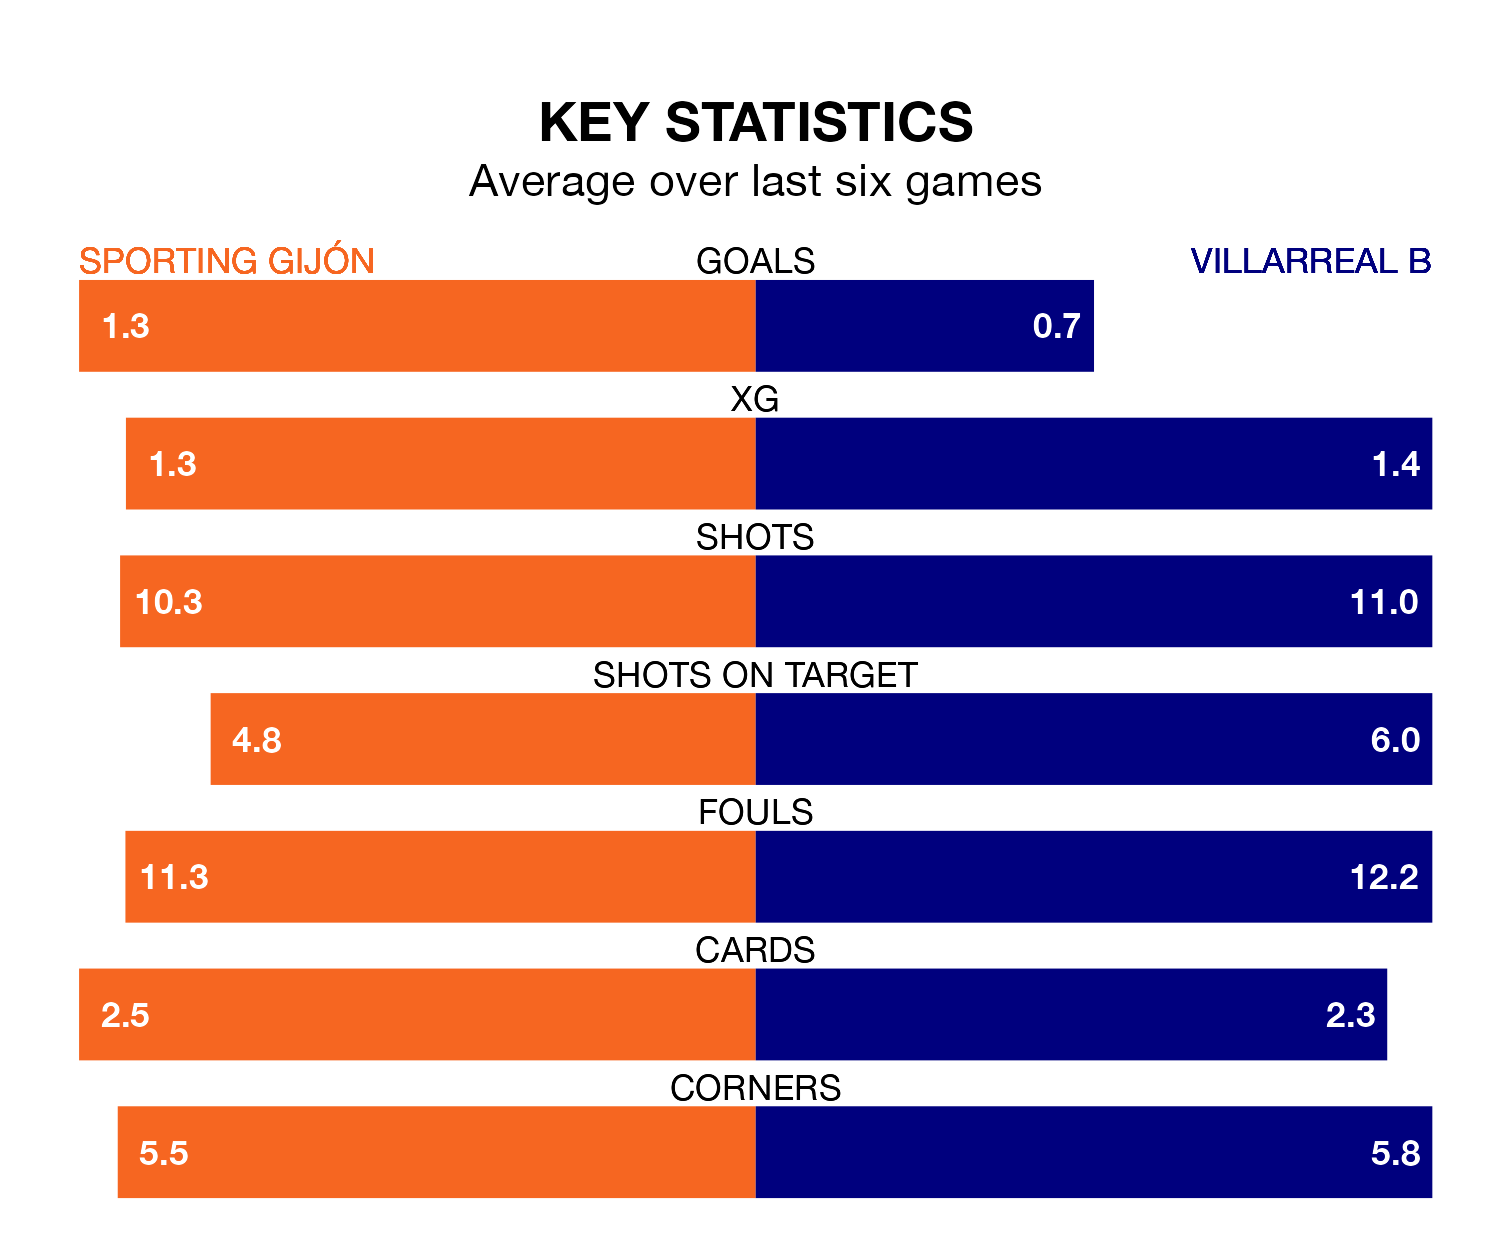 KEY STATISTICS
Average over last six games
SPORTING GIJÓN GOALS VILLARREAL B
1.3 0.7
XG
1.3 1.4
SHOTS
10.3 11.0
SHOTS ON TARGET
4.8 6.0
FOULS
11.3 12.2
CARDS
2.5 2.3
CORNERS
5.5 5.8